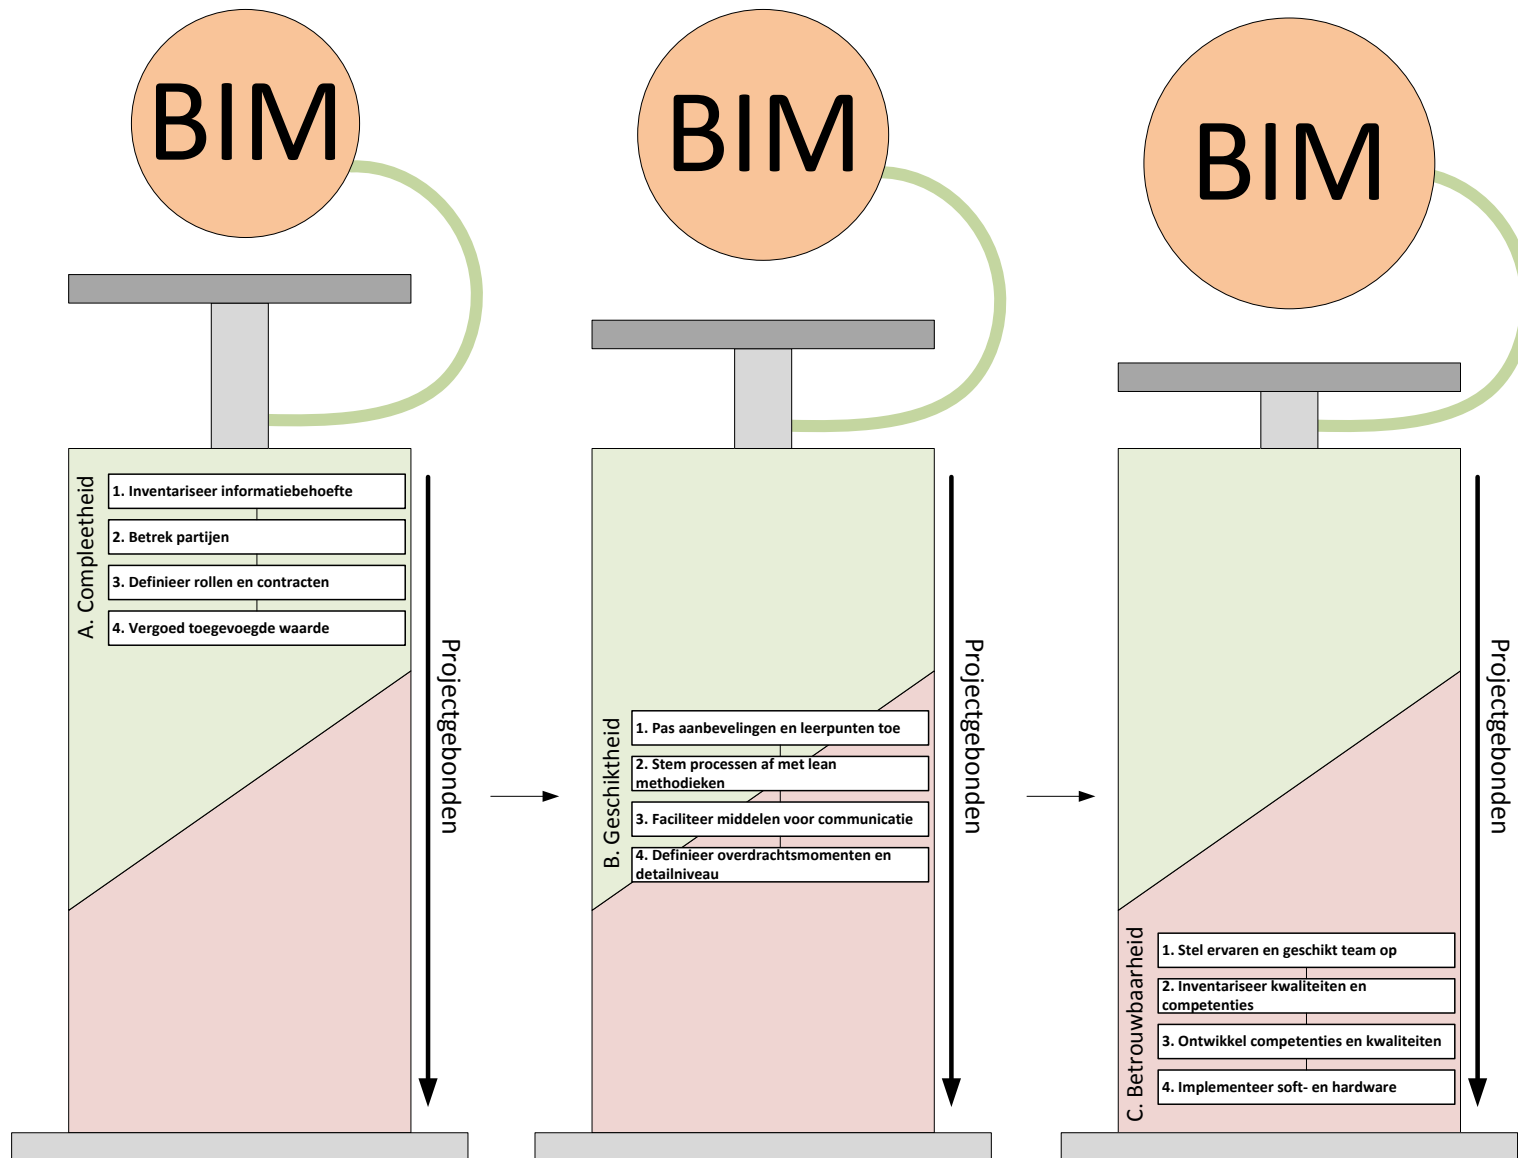 BIM
A. Compleetheid
1. Inventariseer informatiebehoefte
2. Betrek partijen
3. Definieer rollen en contracten
4. Vergoed toegevoegde waarde
Projectgebonden
BIM
B. Geschiktheid
1. Pas aanbevelingen en leerpunten toe
2. Stem processen af met lean
methodieken
3. Faciliteer middelen voor communicatie
4. Definieer overdrachtsmomenten en
detailniveau
Projectgebonden
BIM
C. Betrouwbaarheid
1. Stel ervaren en geschikt team op
2. Inventariseer kwaliteiten en
competenties
3. Ontwikkel competenties en kwaliteiten
4. Implementeer soft- en hardware
Projectgebonden